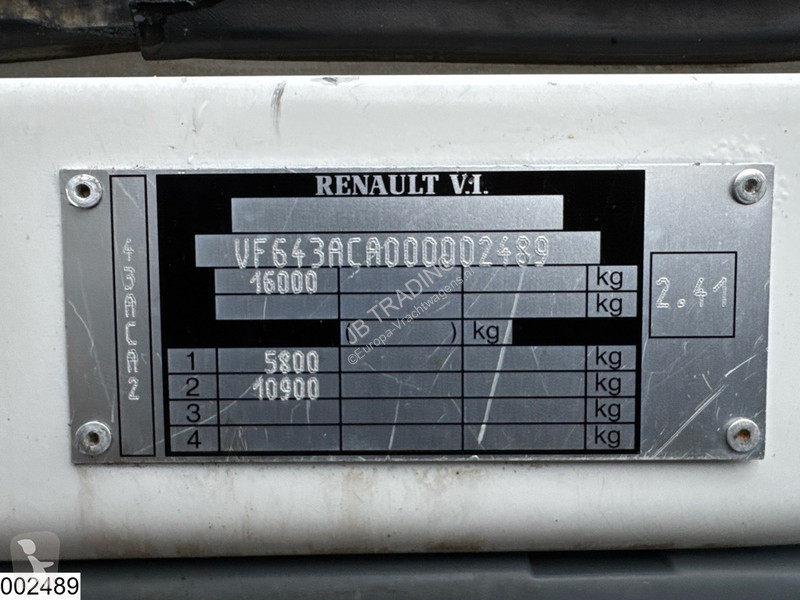 RENAULT V.I.
VF643ACA000002489
16000 kg
kg
( ) kg
1 5800 kg
2 10900 kg
3 kg
4 kg
43ACA2
2.41
JB TRADING
©Europa-Vrachtwagens.nl
002489